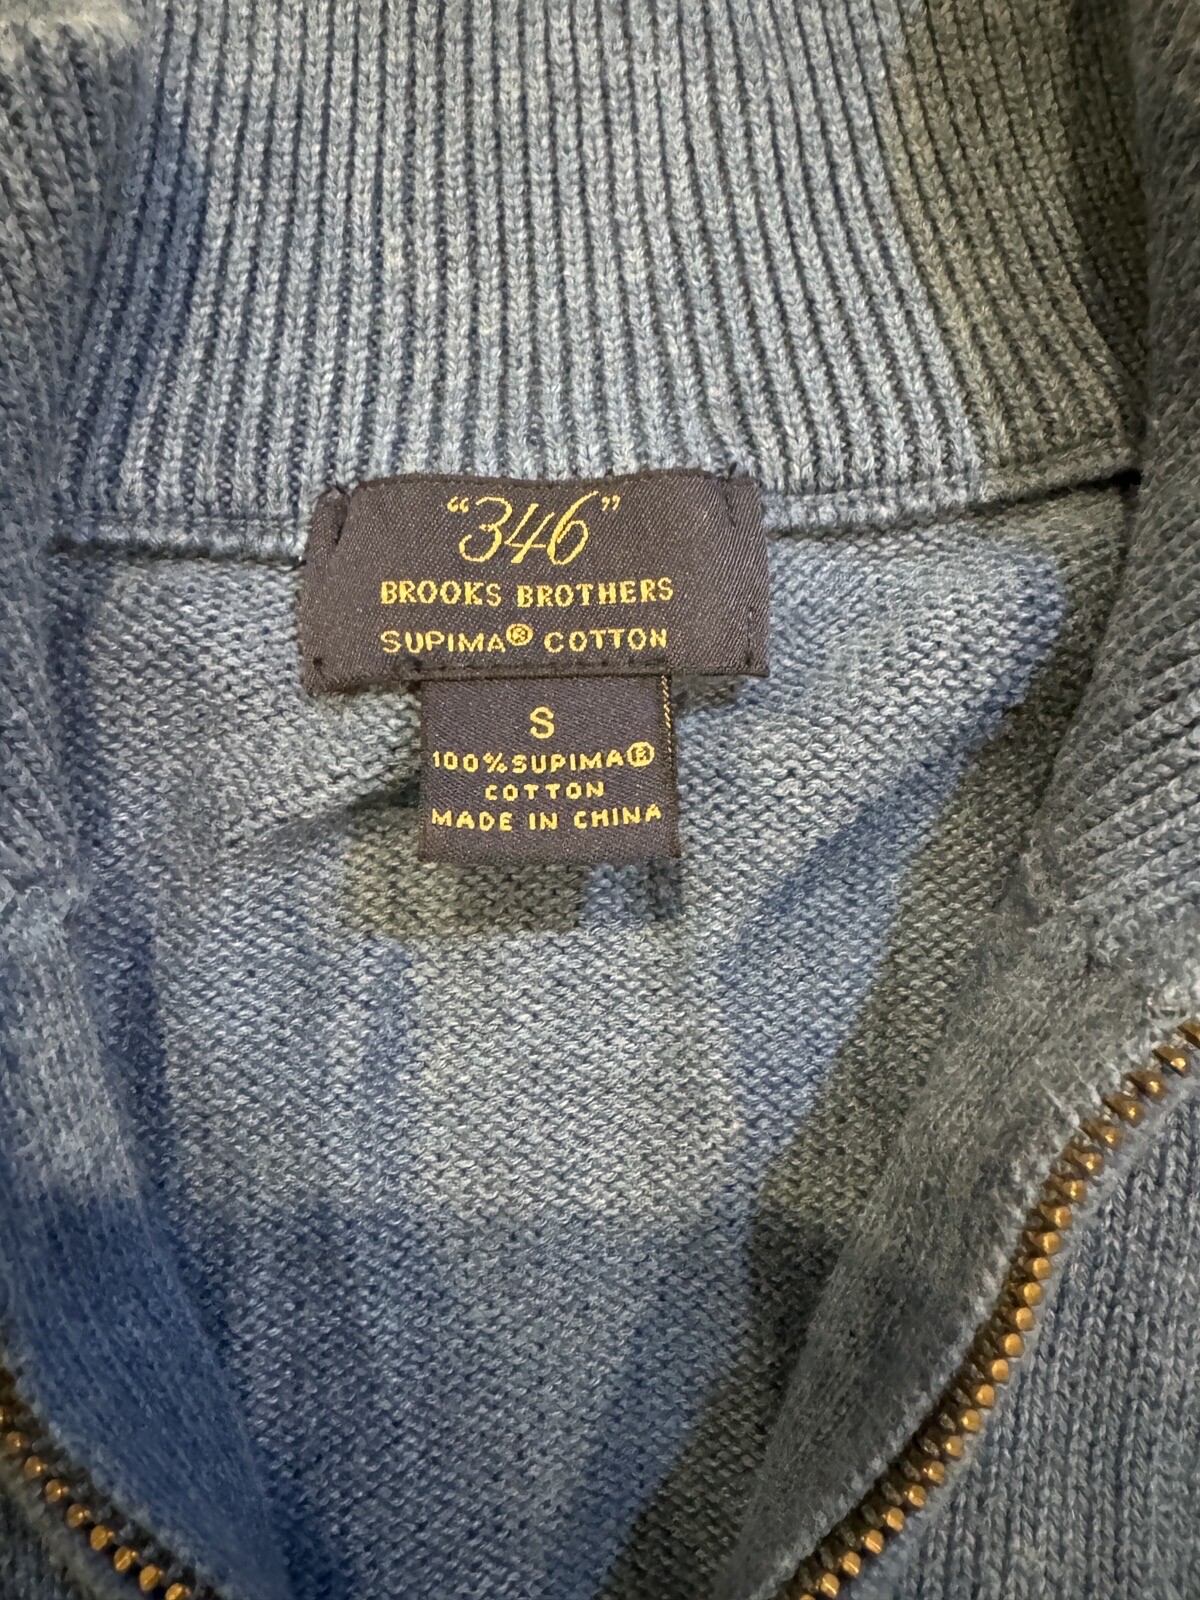 “346”
BROOKS BROTHERS
SUPIMA® COTTON
S
100%SUPIMA®
COTTON
MADE IN CHINA